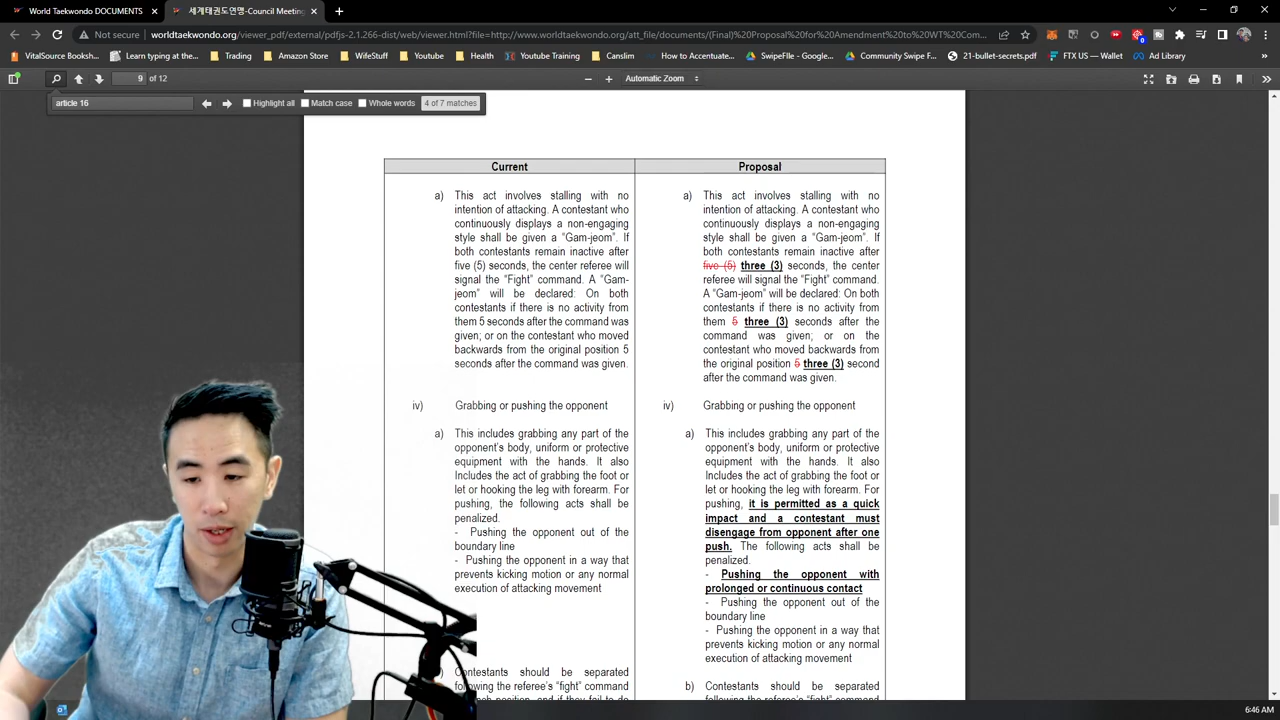 World Taekwondo DOCUMENTS
세계태권도연맹-Council Meeting
Not secure
worldtaekwondo.org/viewer_pdf/external/pdfjs-2.1.266-dist/web/viewer.html?file=http://www.worldtaekwondo.org/att_file/documents/(Final)%20Proposal%20for%20Amendment%20to%20WT%20Com...
VitalSource Bookm...
Learn typing at the...
Amazon
Canslim
Amazon Store
WifeStuff
Youtube
Health
Youtube Training
How to Accounting
SwipeFlie - Google...
Community Swipe F...
21-bullet-secrets.pdf
FTX US — Wallet
Ad Library
9 of 12
Automatic Zoom
article 16
Highlight all
Match case
Whole words
4 of 7 matches
Current
Proposal
a) This act involves stalling with no
intention of attacking. A contestant who
continuously displays a non-engaging
style shall be given a “Gam-jeom”. If
both contestants remain inactive after
five (5) seconds, the center referee will
signal the “Fight” command. A “Gam-
jeom” will be declared: On both
contestants if there is no activity from
them 5 seconds after the command was
given; or on the contestant who moved
backwards from the original position 5
seconds after the command was given.
iv) Grabbing or pushing the opponent
a) This includes grabbing any part of the
opponent’s body, uniform or protective
equipment with the hands. It also
Includes the act of grabbing the foot or
let or hooking the leg with forearm. For
pushing, the following acts shall be
penalized.
- Pushing the opponent out of the
boundary line
- Pushing the opponent in a way that
prevents kicking motion or any normal
execution of attacking movement
Contestants should be separated
following the referee’s “fight” command
a) This act involves stalling with no
intention of attacking. A contestant who
continuously displays a non-engaging
style shall be given a “Gam-jeom”. If
both contestants remain inactive after
five (5) three (3) seconds, the center
referee will signal the “Fight” command.
A “Gam-jeom” will be declared: On both
contestants if there is no activity from
them 5 three (3) seconds after the
command was given; or on the
contestant who moved backwards from
the original position 5 three (3) second
after the command was given.
iv) Grabbing or pushing the opponent
a) This includes grabbing any part of the
opponent’s body, uniform or protective
equipment with the hands. It also
Includes the act of grabbing the foot or
let or hooking the leg with forearm. For
pushing, it is permitted as a quick
impact and a contestant must
disengage from opponent after one
push. The following acts shall be
penalized.
- Pushing the opponent with
prolonged or continuous contact
- Pushing the opponent out of the
boundary line
- Pushing the opponent in a way that
prevents kicking motion or any normal
execution of attacking movement
b) Contestants should be separated
following the referee’s “fight” command
6:46 AM